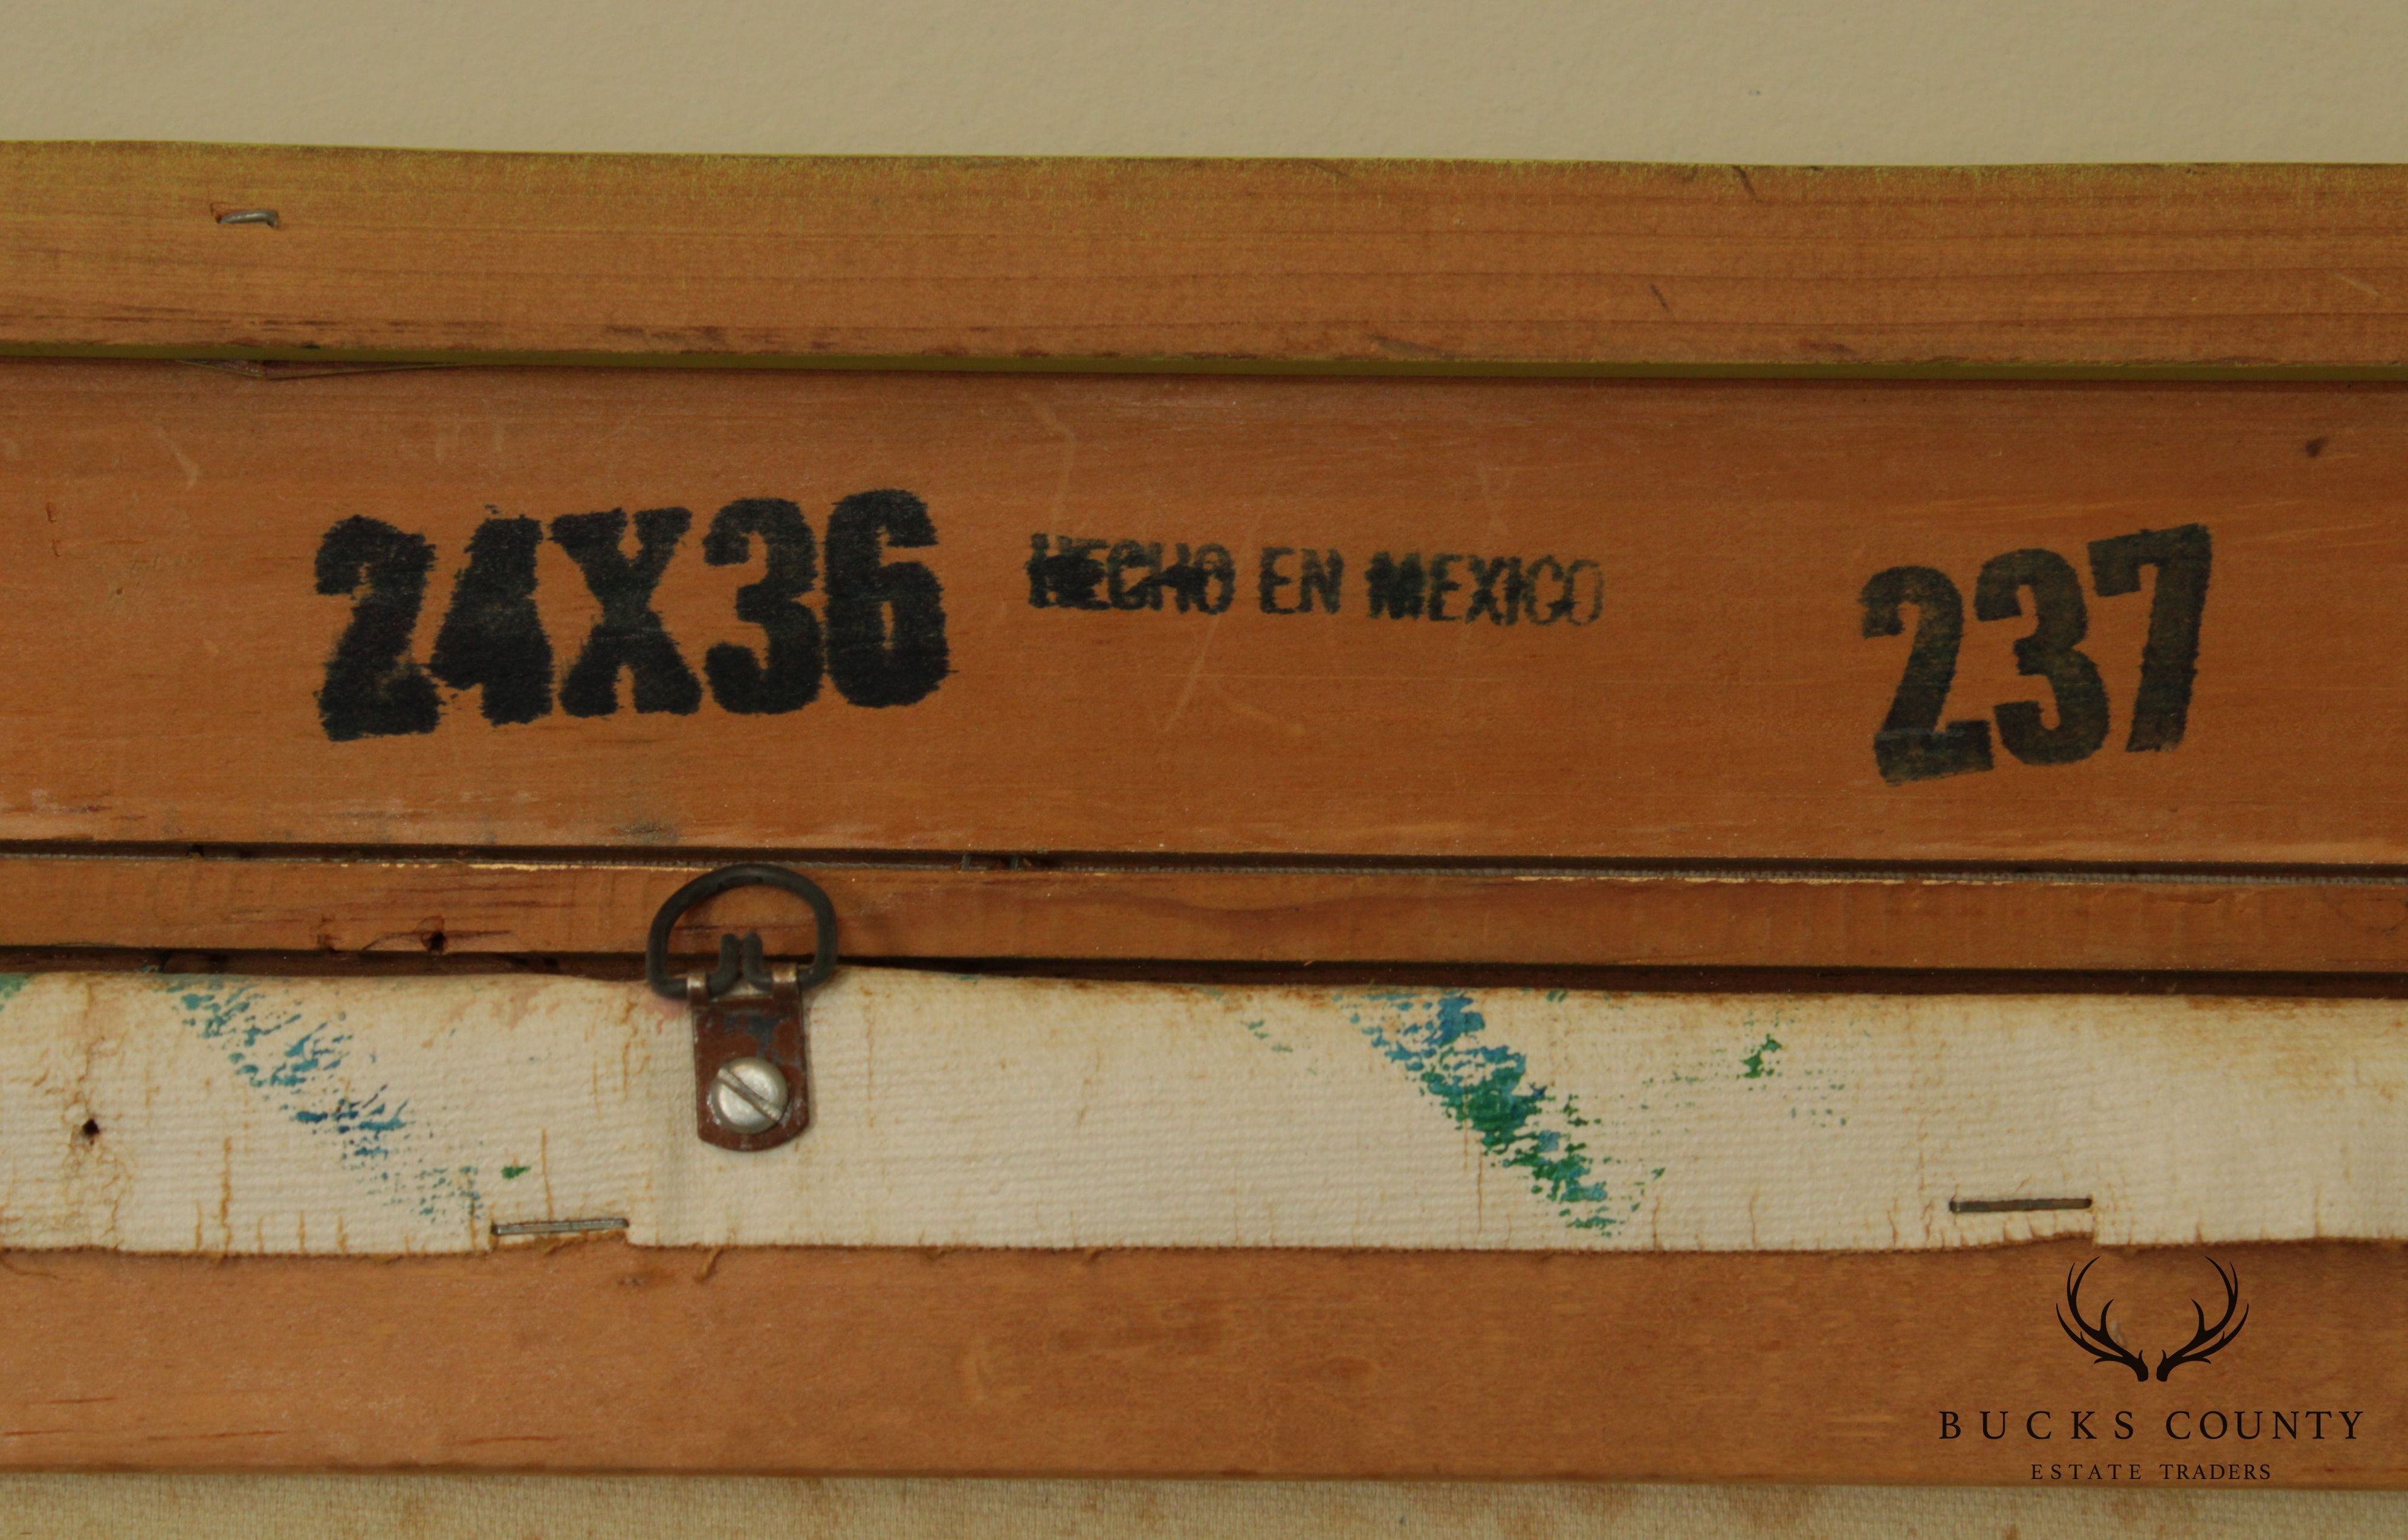 24X36 HECHO EN MEXICO 237
BUCKS COUNTY
ESTATE TRADERS